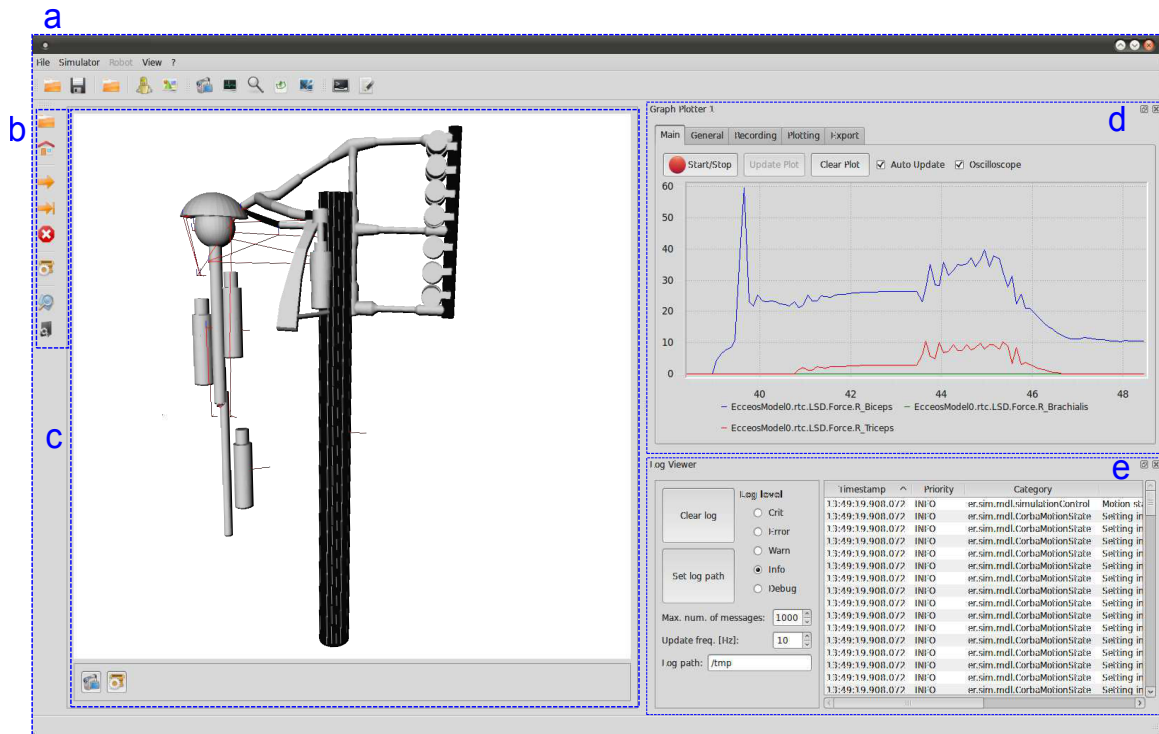 a
File Simulator Robot View ?
b
c
Graph Plotter 1
d
Main General Recording Plotting Export
Start/Stop Update Plot Clear Plot Auto Update Oscilloscope
60
50
40
30
20
10
0
40 42 44 46 48
EcceosModel0.rtc.LSD.Force.R_Biceps EcceosModel0.rtc.LSD.Force.R_Brachialis
EcceosModel0.rtc.LSD.Force.R_Triceps
Log Viewer
e
Clear log
Set log path
Log level
Crit
Error
Warn
Info
Debug
Max. num. of messages: 1000
Update freq. [Hz]: 10
Log path: /tmp
Timestamp Priority Category
13:49:19.908.072 INFO er.sim.mdl.simulationControl Motion sta
13:49:19.908.072 INFO er.sim.mdl.CorbaMotionState Setting in
13:49:19.908.072 INFO er.sim.mdl.CorbaMotionState Setting in
13:49:19.908.072 INFO er.sim.mdl.CorbaMotionState Setting in
13:49:19.908.072 INFO er.sim.mdl.CorbaMotionState Setting in
13:49:19.908.072 INFO er.sim.mdl.CorbaMotionState Setting in
13:49:19.908.072 INFO er.sim.mdl.CorbaMotionState Setting in
13:49:19.908.072 INFO er.sim.mdl.CorbaMotionState Setting in
13:49:19.908.072 INFO er.sim.mdl.CorbaMotionState Setting in
13:49:19.908.072 INFO er.sim.mdl.CorbaMotionState Setting in
13:49:19.908.072 INFO er.sim.mdl.CorbaMotionState Setting in
13:49:19.908.072 INFO er.sim.mdl.CorbaMotionState Setting in
13:49:19.908.072 INFO er.sim.mdl.CorbaMotionState Setting in
13:49:19.908.072 INFO er.sim.mdl.CorbaMotionState Setting in
13:49:19.908.072 INFO er.sim.mdl.CorbaMotionState Setting in